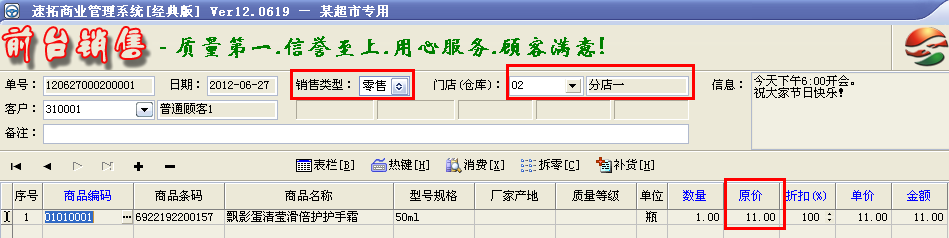 速拓商业管理系统[经典版] Ver12.0619 － 某超市专用
前台销售 - 质量第一.信誉至上.用心服务.顧客满意!
单号： 120627000200001 日期： 2012-06-27 销售类型： 零售 门店(仓库)： 02 分店一 信息： 今天下午6:00开会。
客户： 310001 普通顾客1 祝大家节日快乐！
备注：
表栏[B] 热键[H] 消费[X] 拆零[C] 补货[M]
序号 商品编码 商品条码 商品名称 型号规格 厂家产地 质量等级 单位 数量 原价 折扣(%) 单价 金额
1 01010001 ... 6922192200157 飘影蛋清莹滑倍护护手霜 50ml 瓶 1.00 11.00 100 11.00 11.00